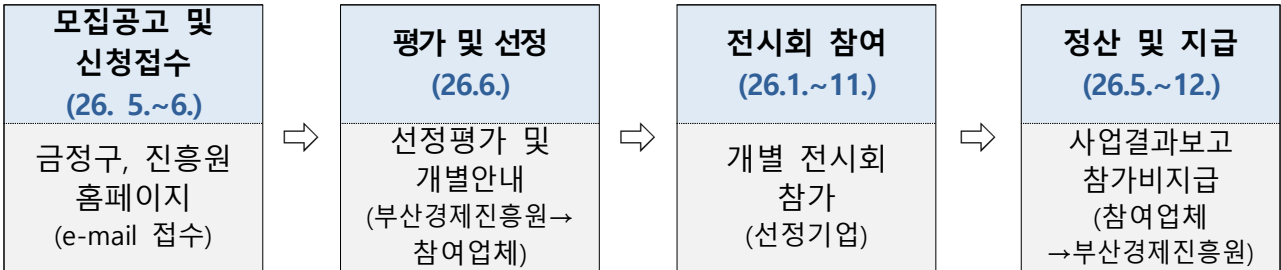 모집공고 및
신청접수
(26. 5.~6.)
금정구, 진흥원
홈페이지
(e-mail 접수)
⇨
평가 및 선정
(26.6.)
선정평가 및
개별안내
(부산경제진흥원→
참여업체)
⇨
전시회 참여
(26.1.~11.)
개별 전시회
참가
(선정기업)
⇨
정산 및 지급
(26.5.~12.)
사업결과보고
참가비지급
(참여업체
→부산경제진흥원)